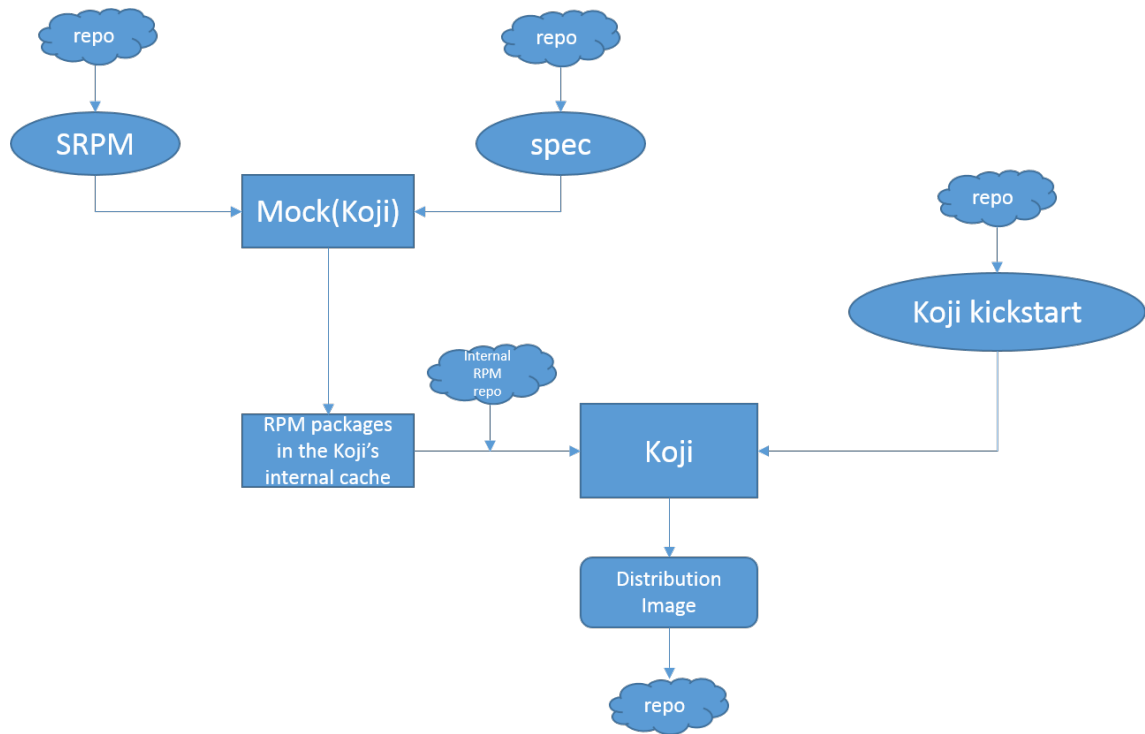 repo
repo
SRPM
spec
Mock(Koji)
repo
Koji kickstart
Internal
RPM
repo
RPM packages
in the Koji's
internal cache
Koji
Distribution
Image
repo